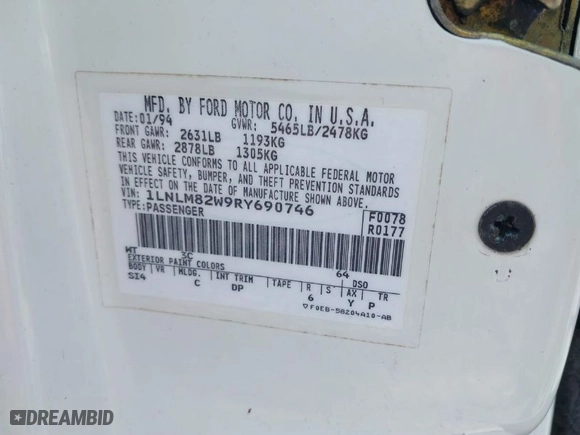 MFD. BY FORD MOTOR CO. IN U.S.A.
DATE: 01/94 GVWR: 5465LB/2478KG
FRONT GAWR: 2631LB 1193KG
REAR GAWR: 2878LB 1305KG
THIS VEHICLE CONFORMS TO ALL APPLICABLE FEDERAL MOTOR
VEHICLE SAFETY, BUMPER, AND THEFT PREVENTION STANDARDS
IN EFFECT ON THE DATE OF MANUFACTURE SHOWN ABOVE.
VIN: 1LNLM82W9RY690746
TYPE: PASSENGER
F0078
R0177
WT 3C 64
EXTERIOR PAINT COLORS DSO
BODY VR MLDG. INT TRIM TAPE R S AX TR
SI4 C DP 6 Y P
F0EB-58204A10-AB
DREAMBID